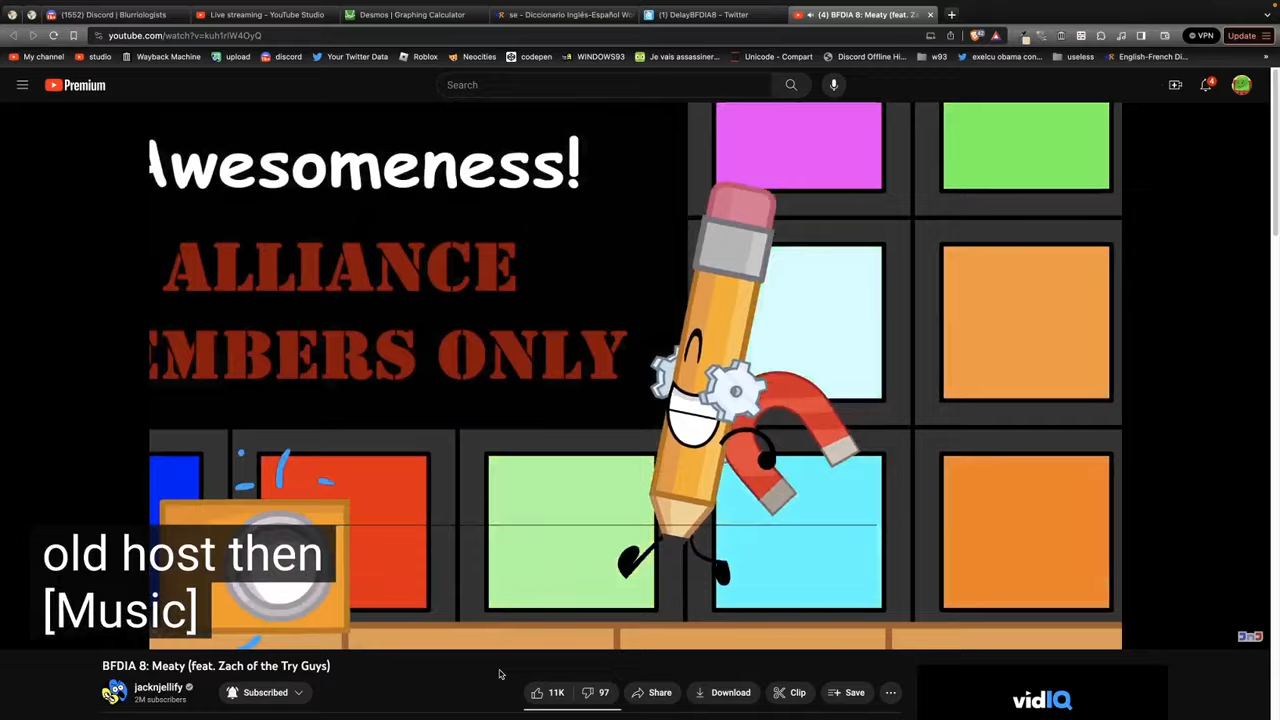 (1552) Discord | Blurriologists
Live streaming - YouTube Studio
Desmos | Graphing Calculator
se - Diccionario Inglés-Español Wo
(1) DelayBFDIA8 - Twitter
(4) BFDIA 8: Meaty (feat. Za
youtube.com/watch?v=kuh1rlW4OyQ
VPN
Update
My channel
studio
Wayback Machine
upload
discord
Your Twitter Data
Roblox
Neocities
codepen
WINDOWS93
Je vais assassiner...
Unicode - Compart
Discord Offline Hi...
w93
exelcu obama con...
useless
English-French Di...
Premium
Search
4
Awesomeness!
ALLIANCE
EMBERS ONLY
old host then
[Music]
BFDIA 8: Meaty (feat. Zach of the Try Guys)
jacknjellify
2M subscribers
Subscribed
11K
97
Share
Download
Clip
Save
vidIQ